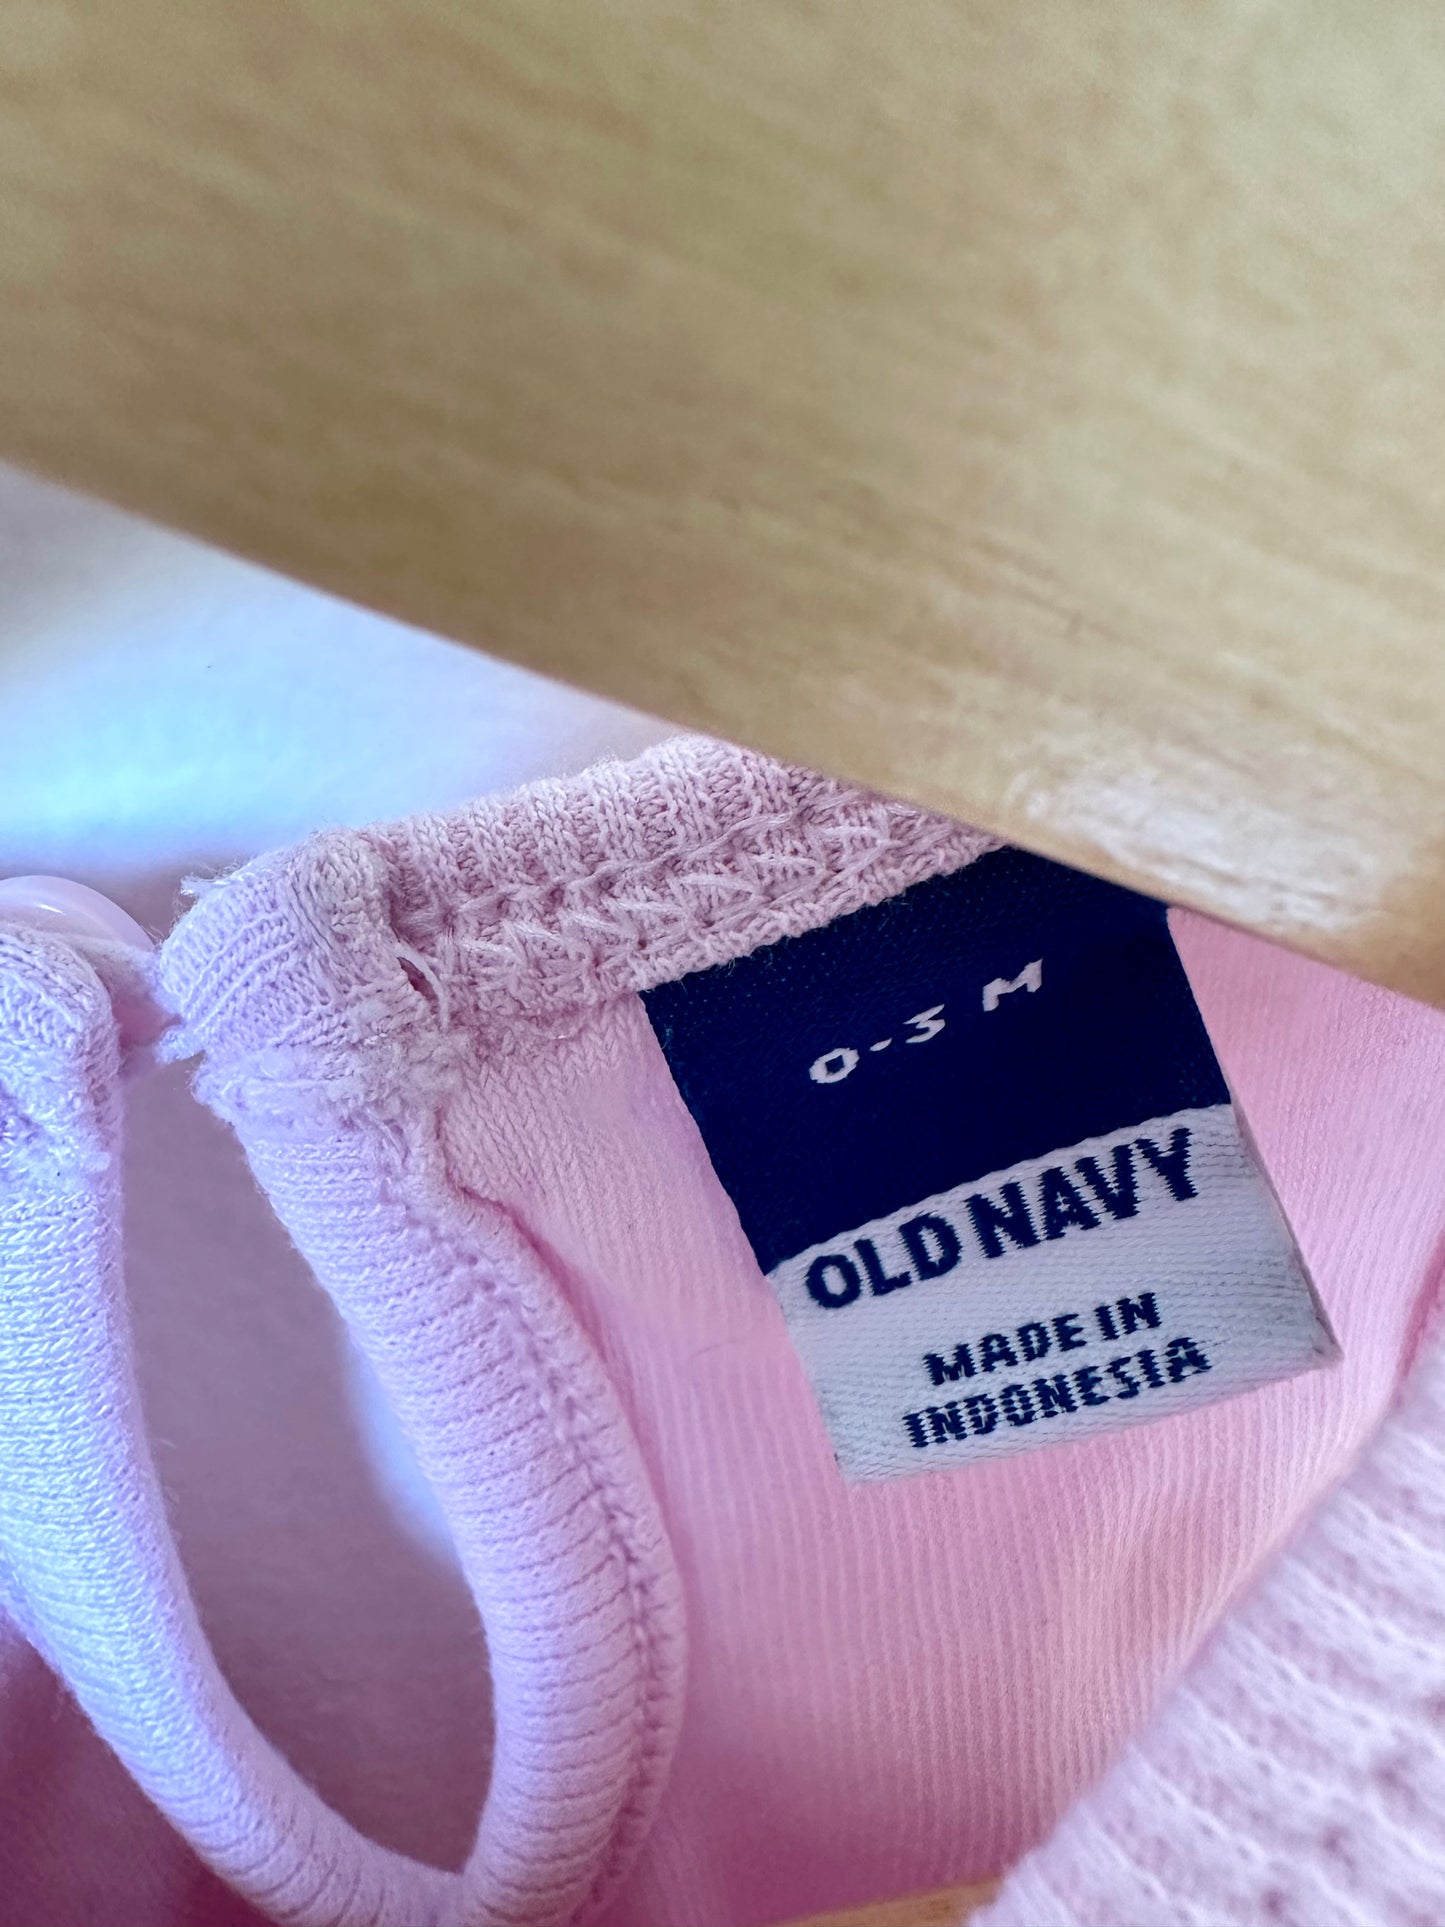 0-3 M
OLD NAVY
MADE IN
INDONESIA